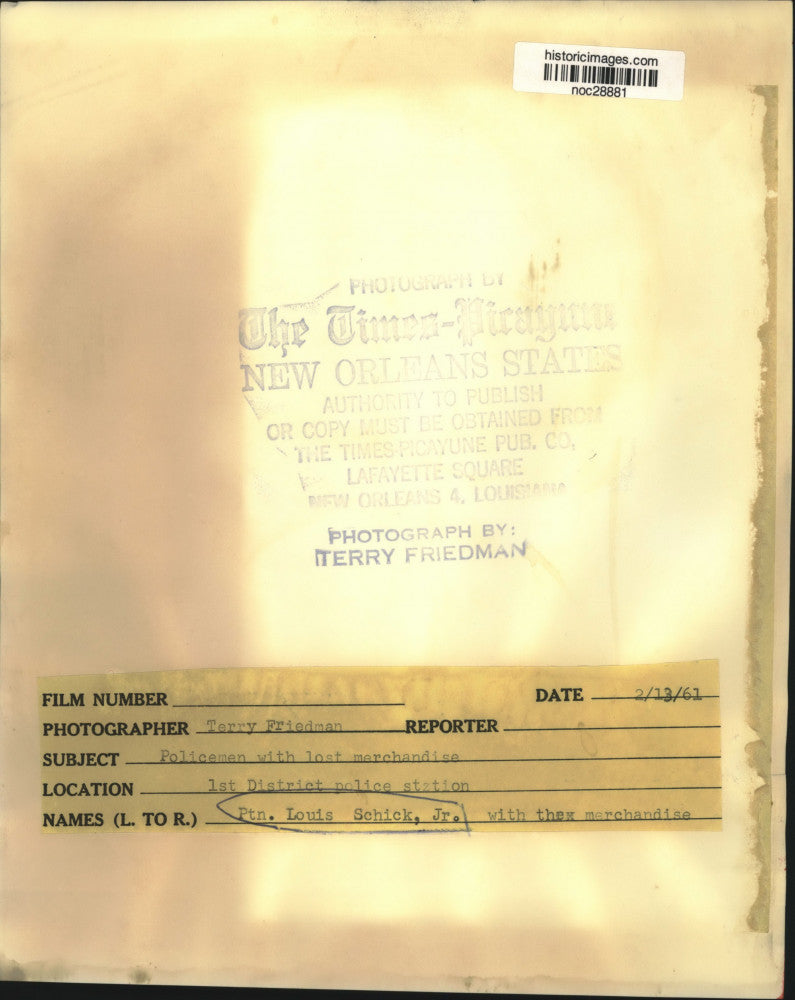 historicimages.com
noc28881
PHOTOGRAPH BY
The Times-Picayune
NEW ORLEANS STATES
AUTHORITY TO PUBLISH
OR COPY MUST BE OBTAINED FROM
THE TIMES-PICAYUNE PUB. CO.
LAFAYETTE SQUARE
NEW ORLEANS 4, LOUISIANA
PHOTOGRAPH BY:
TERRY FRIEDMAN
FILM NUMBER DATE 2/13/61
PHOTOGRAPHER Terry Friedman REPORTER
SUBJECT Policemen with lost merchandise
LOCATION 1st District police stztion
NAMES (L. TO R.) Ptn. Louis Schick, Jr. with thex merchandise